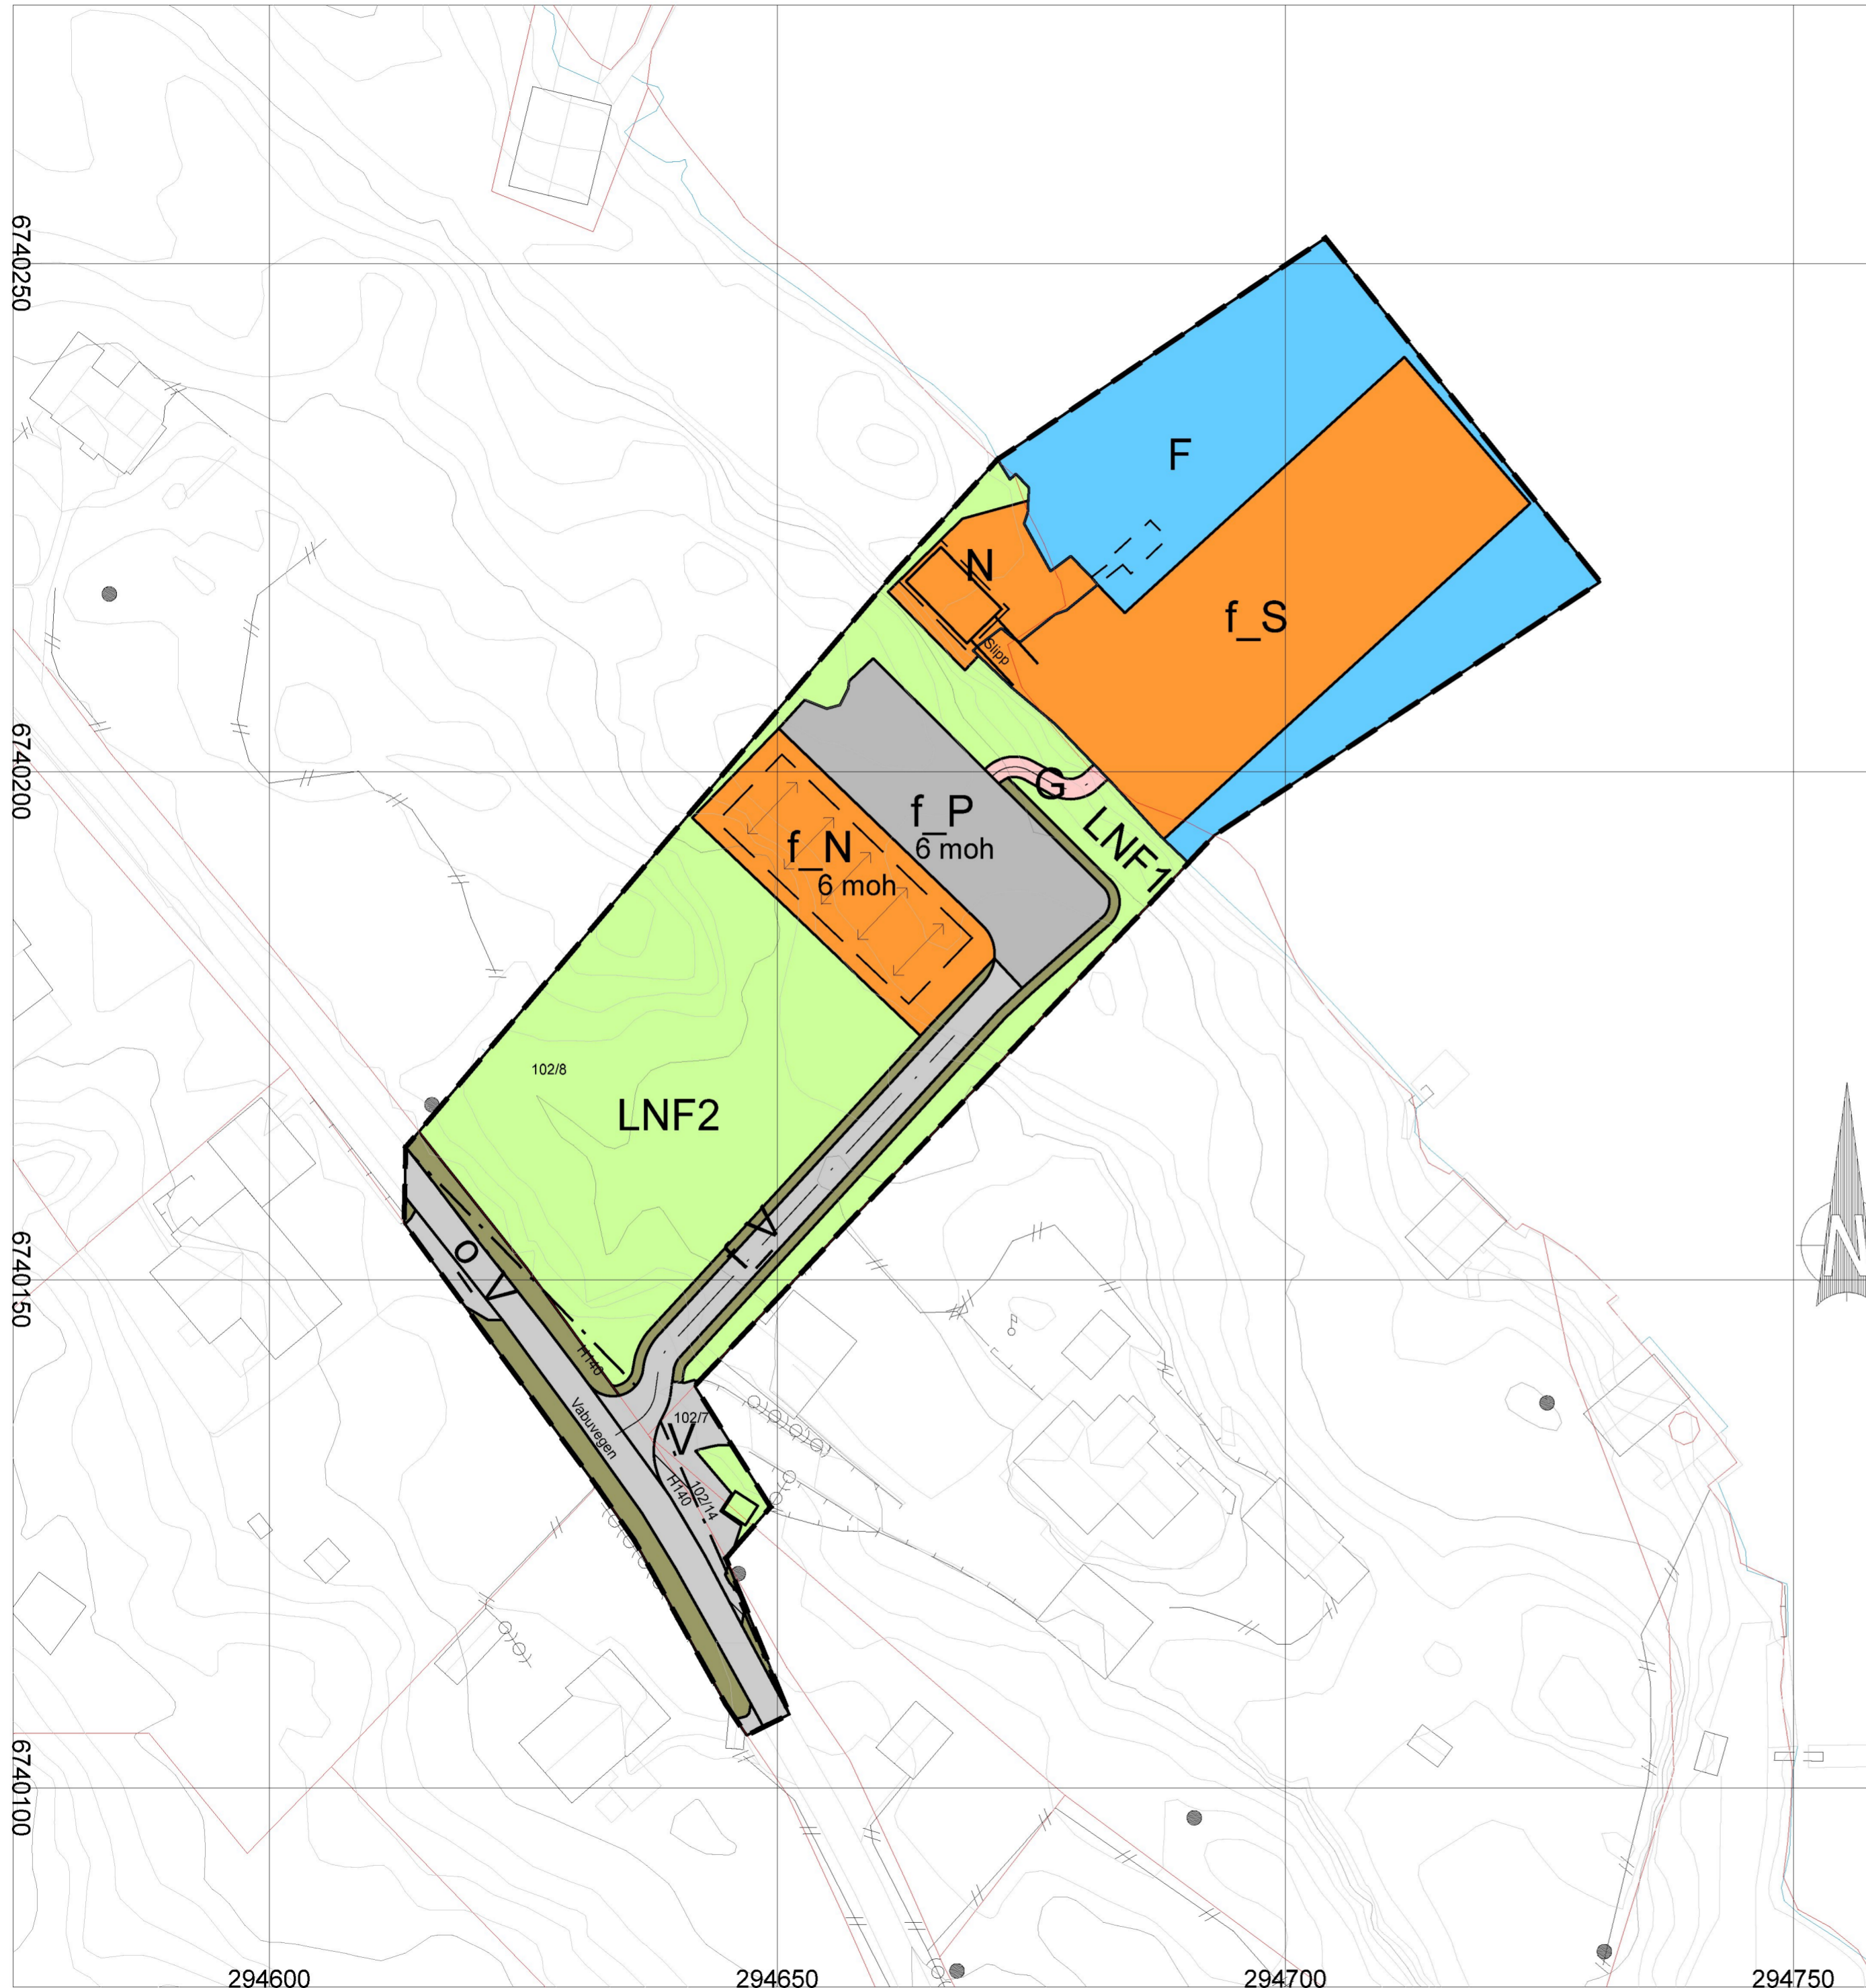 6740250
F
N
f_S
Slipp
6740200
G
f_P
6 moh
LNF1
f_N
6 moh
102/8
LNF2
N
f_V
o_V
6740150
H140
Vabuvegen
102/7
V
H140
102/14
6740100
294600
294650
294700
294750